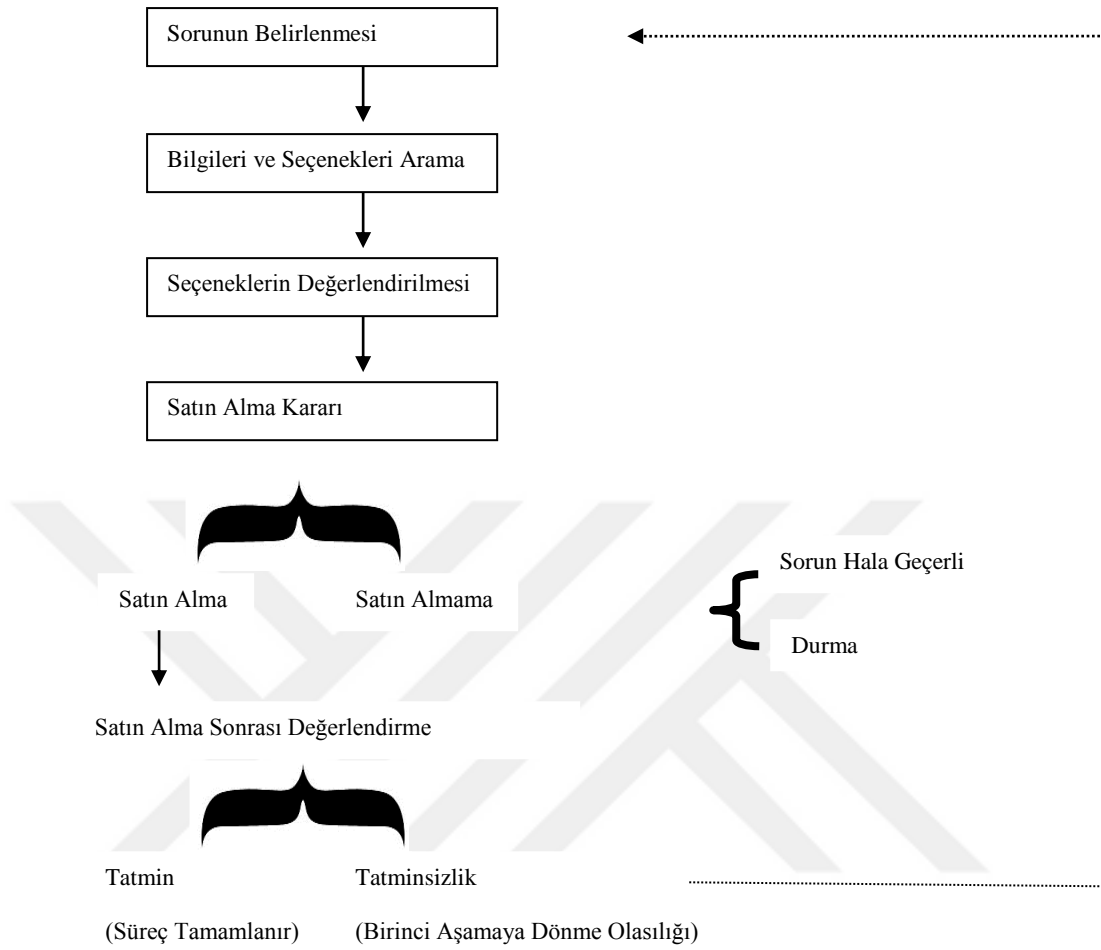 Sorunun Belirlenmesi
Bilgileri ve Seçenekleri Arama
Seçeneklerin Değerlendirilmesi
Satın Alma Kararı
Sorun Hala Geçerli
Satın Alma
Satın Almama
Durma
Satın Alma Sonrası Değerlendirme
Tatmin
Tatminsizlik
(Süreç Tamamlanır)
(Birinci Aşamaya Dönme Olasılığı)